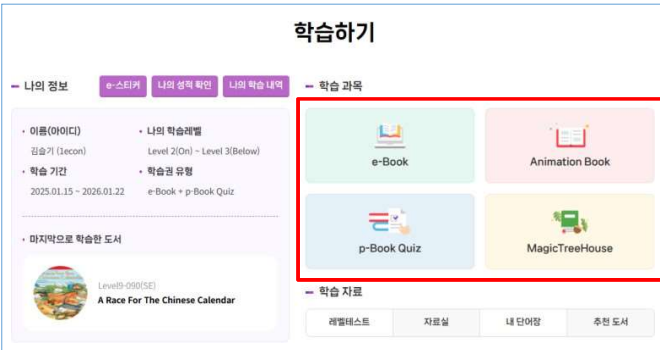 학습하기
나의 정보
e-스티커
나의 성적 확인
나의 학습 내역
이름(아이디)
김슬기 (1econ)
나의 학습레벨
Level 2(On) ~ Level 3(Below)
학습 기간
2025.01.15 ~ 2026.01.22
학습권 유형
e-Book + p-Book Quiz
마지막으로 학습한 도서
Level9-090(SE)
A Race For The Chinese Calendar
학습 과목
e-Book
Animation Book
p-Book Quiz
MagicTreeHouse
학습 자료
레벨테스트
자료실
내 단어장
추천 도서